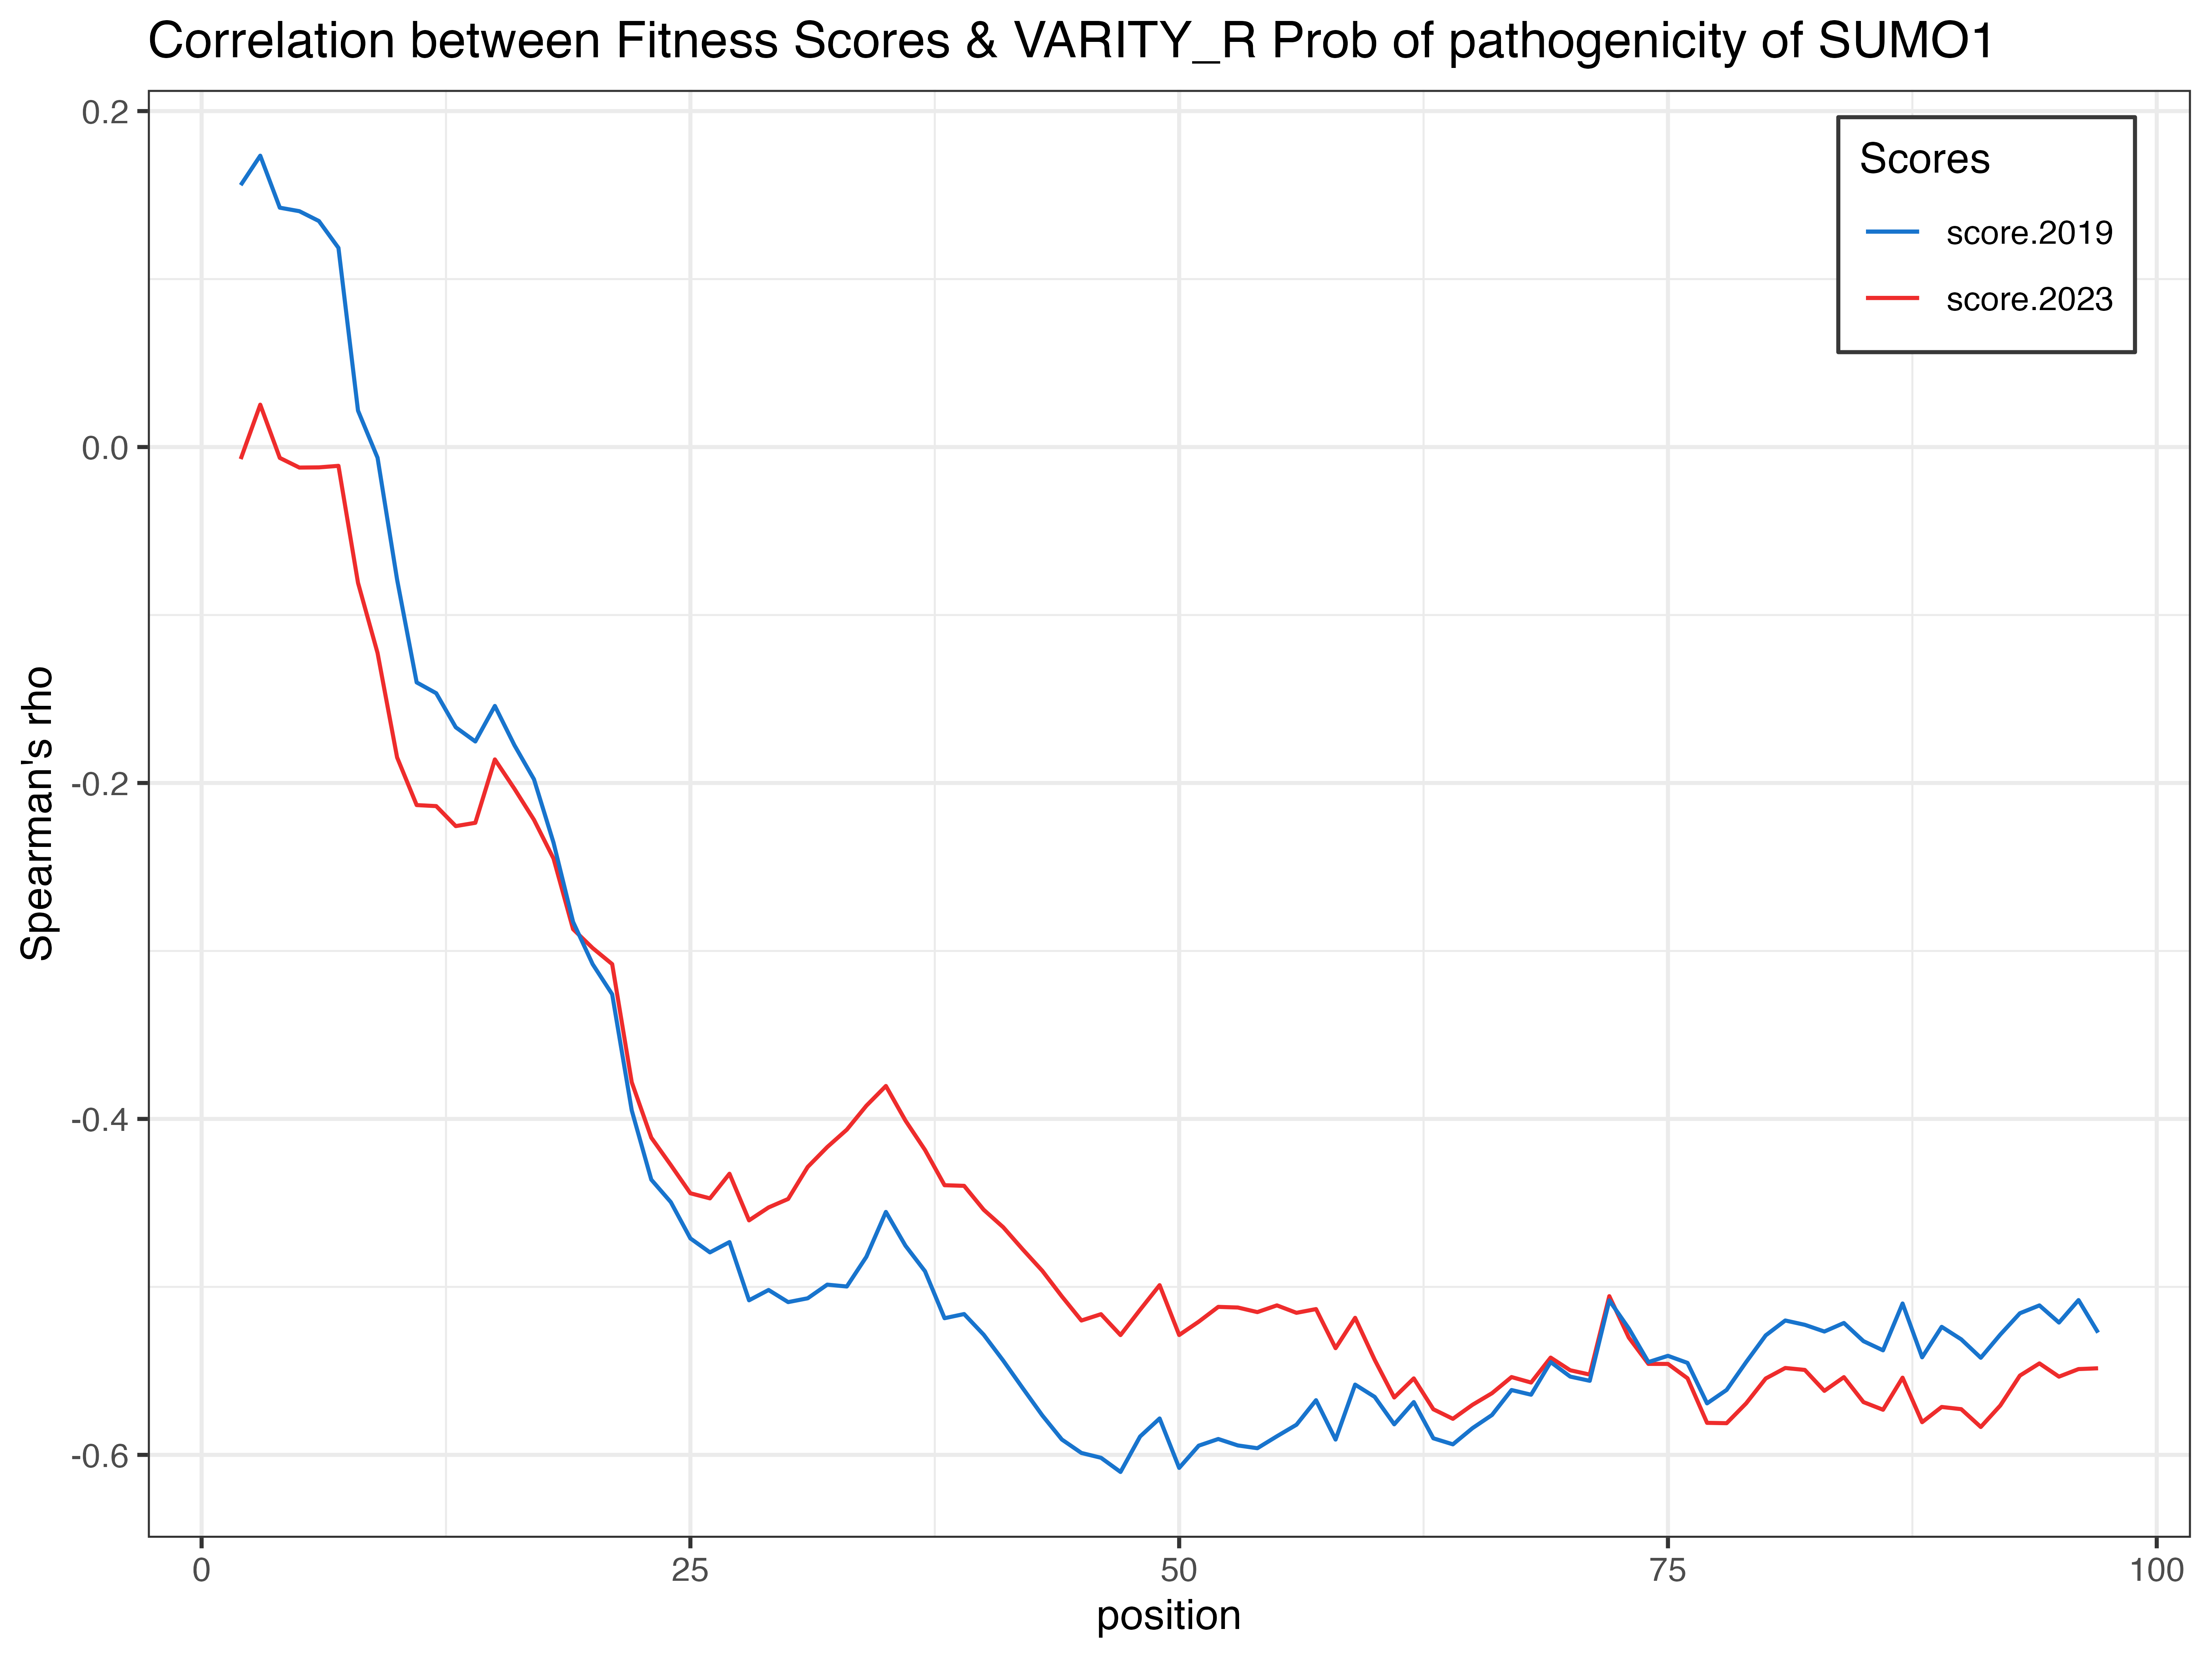 Correlation between Fitness Scores & VARITY_R Prob of pathogenicity of SUMO1
Scores
score.2019
score.2023
Spearman's rho
0.2
0.0
-0.2
-0.4
-0.6
0 25 50 75 100
position